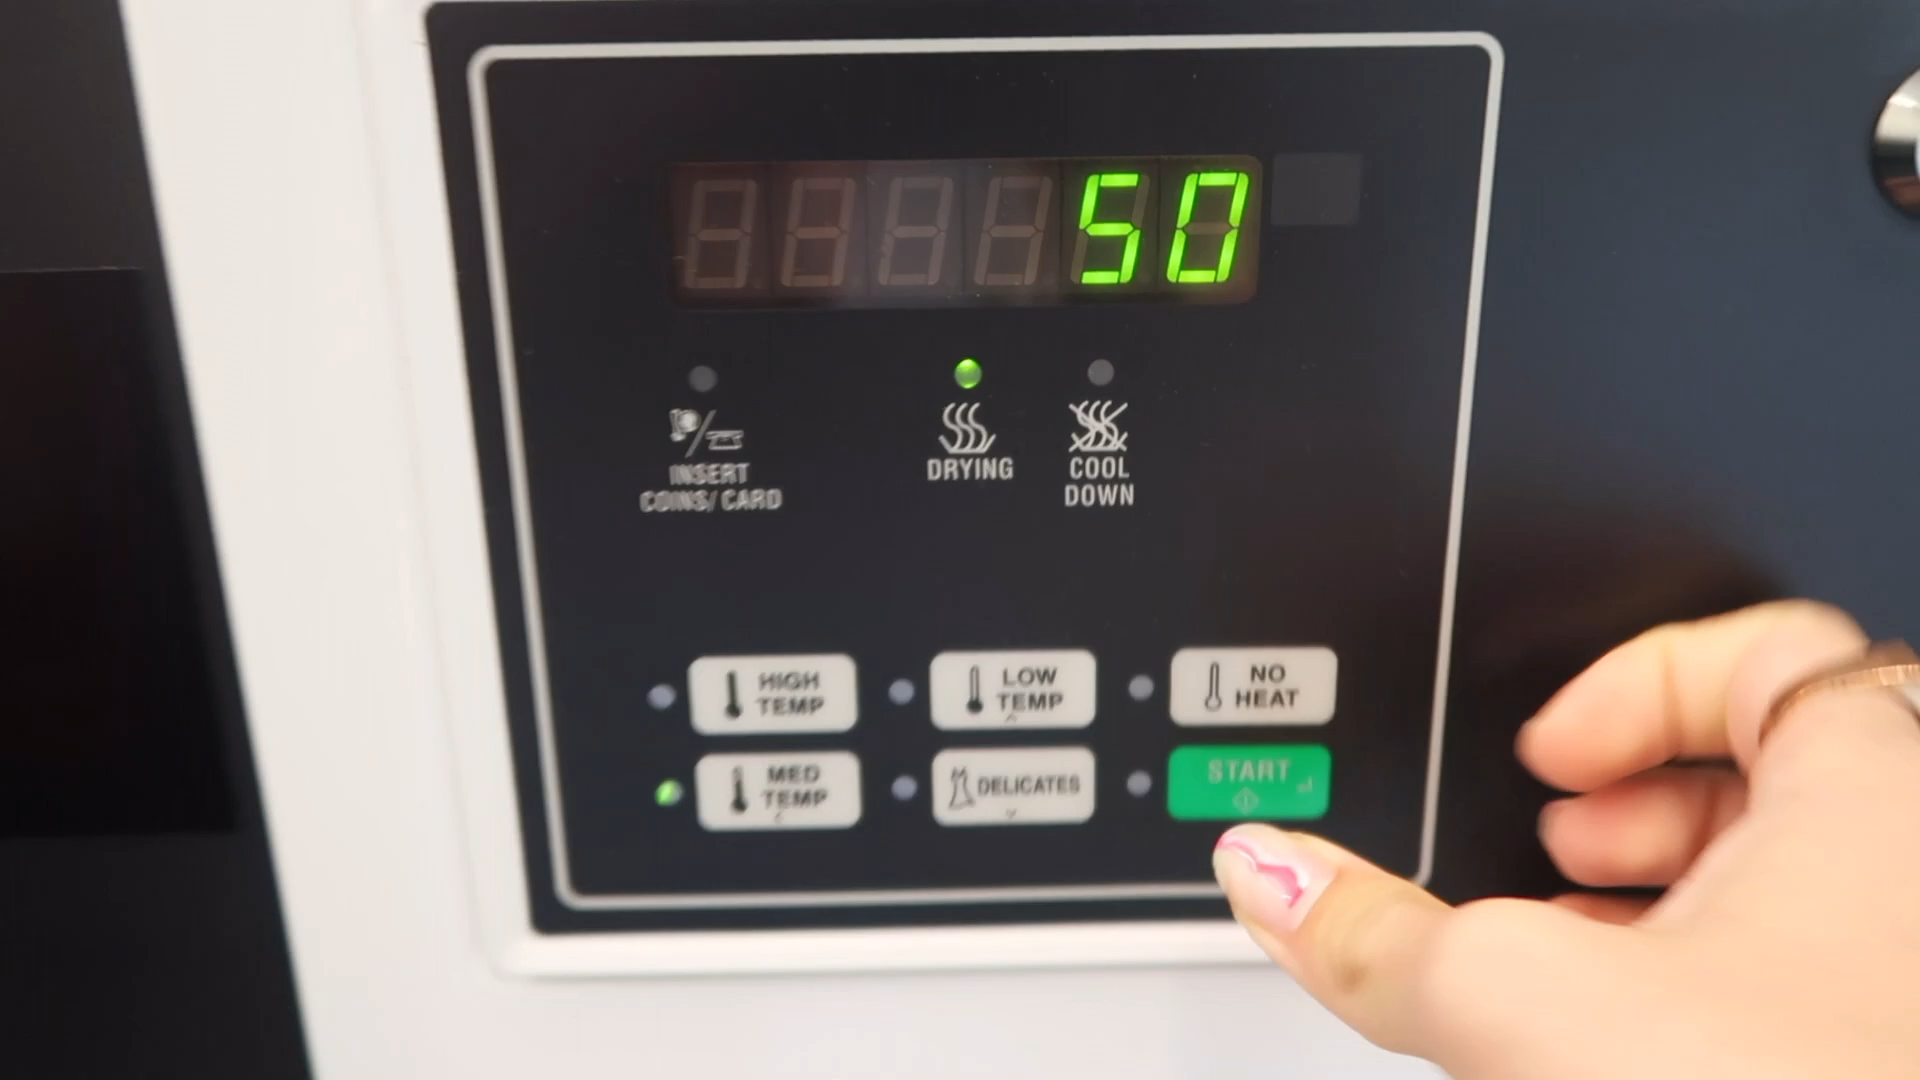 50
INSERT
COINS/CARD
DRYING
COOL
DOWN
HIGH
TEMP
LOW
TEMP
NO
HEAT
MED
TEMP
DELICATES
START